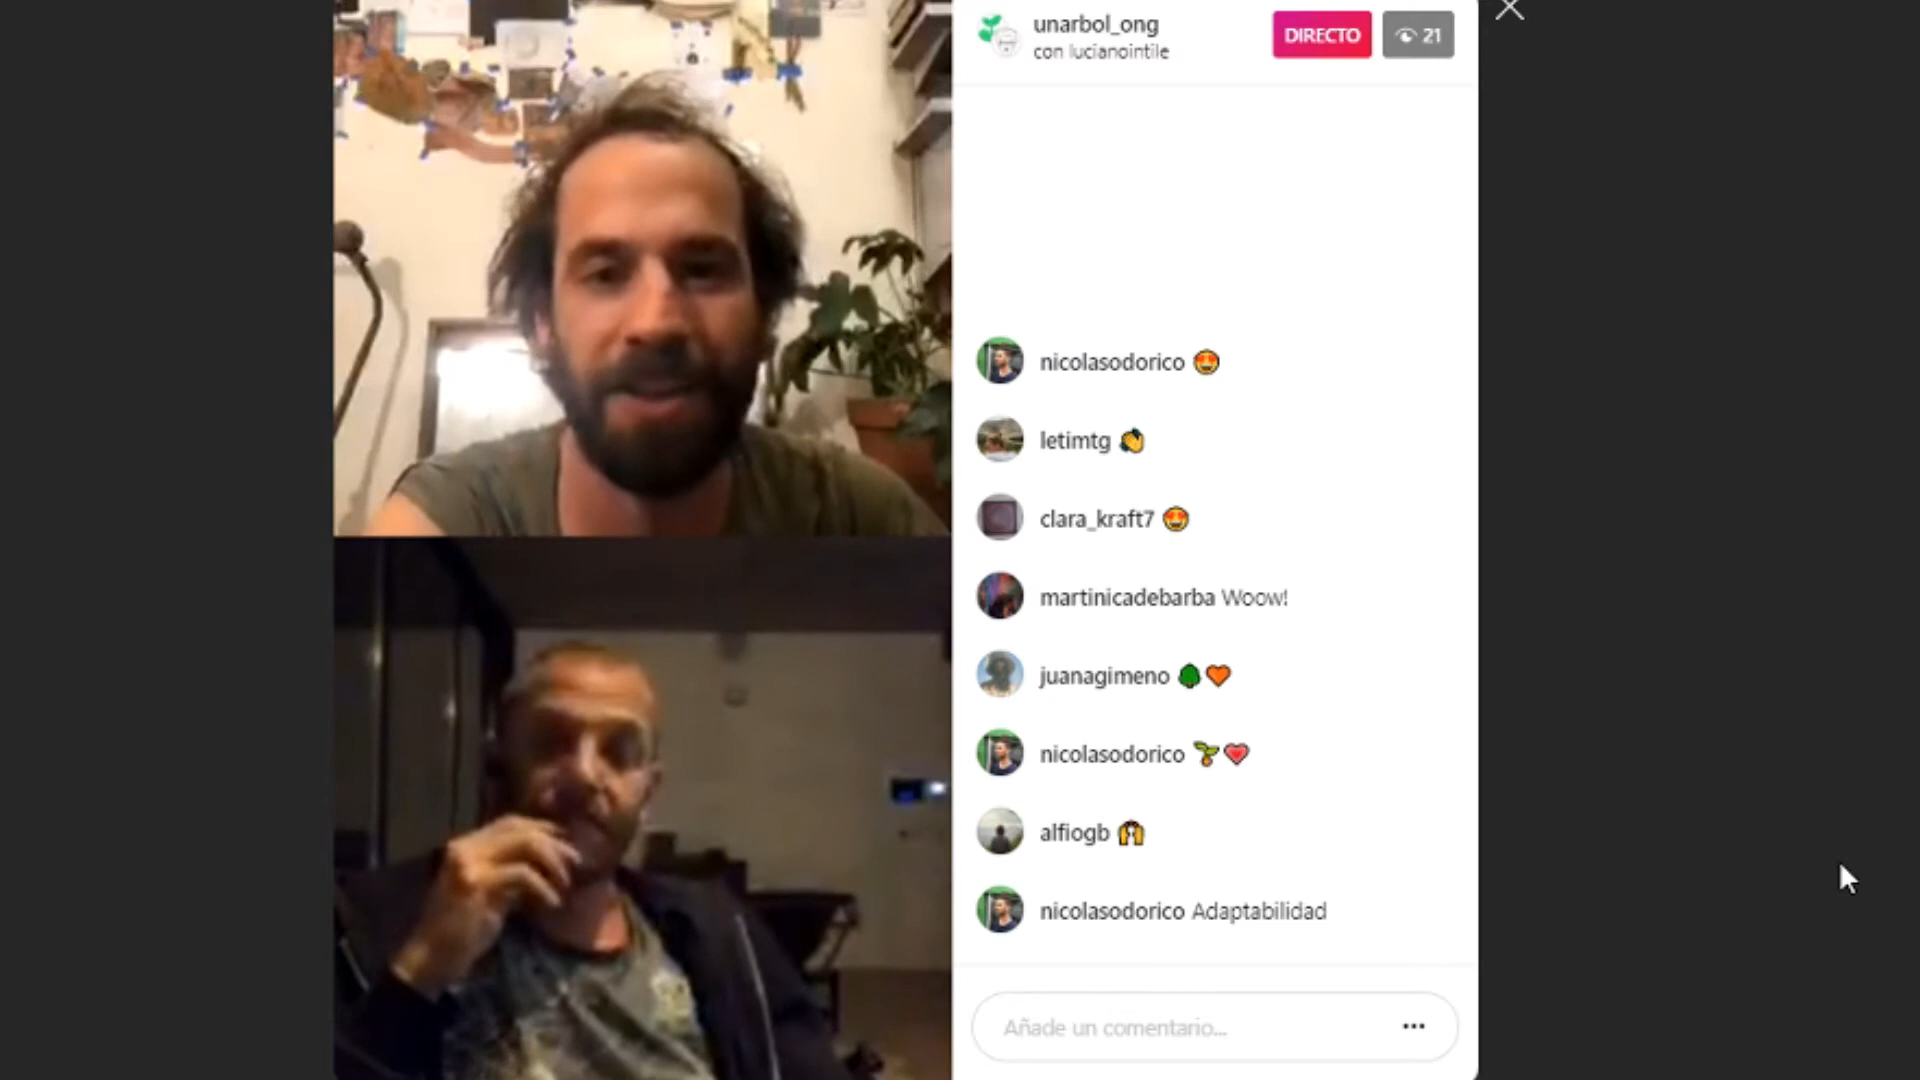 unarbol_ong
con lucianointile
DIRECTO
21
nicolasodorico 😍
letimtg 👏
clara_kraft7 😍
martinicadebarba Woow!
juanagimeno 🌳🧡
nicolasodorico 🌱💗
alfiogb 🙌
nicolasodorico Adaptabilidad
Añade un comentario...